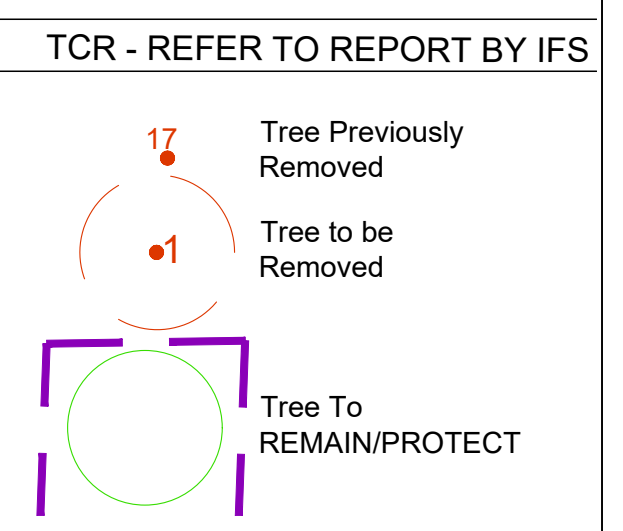 TCR - REFER TO REPORT BY IFS
17
Tree Previously
Removed
1
Tree to be
Removed
Tree To
REMAIN/PROTECT